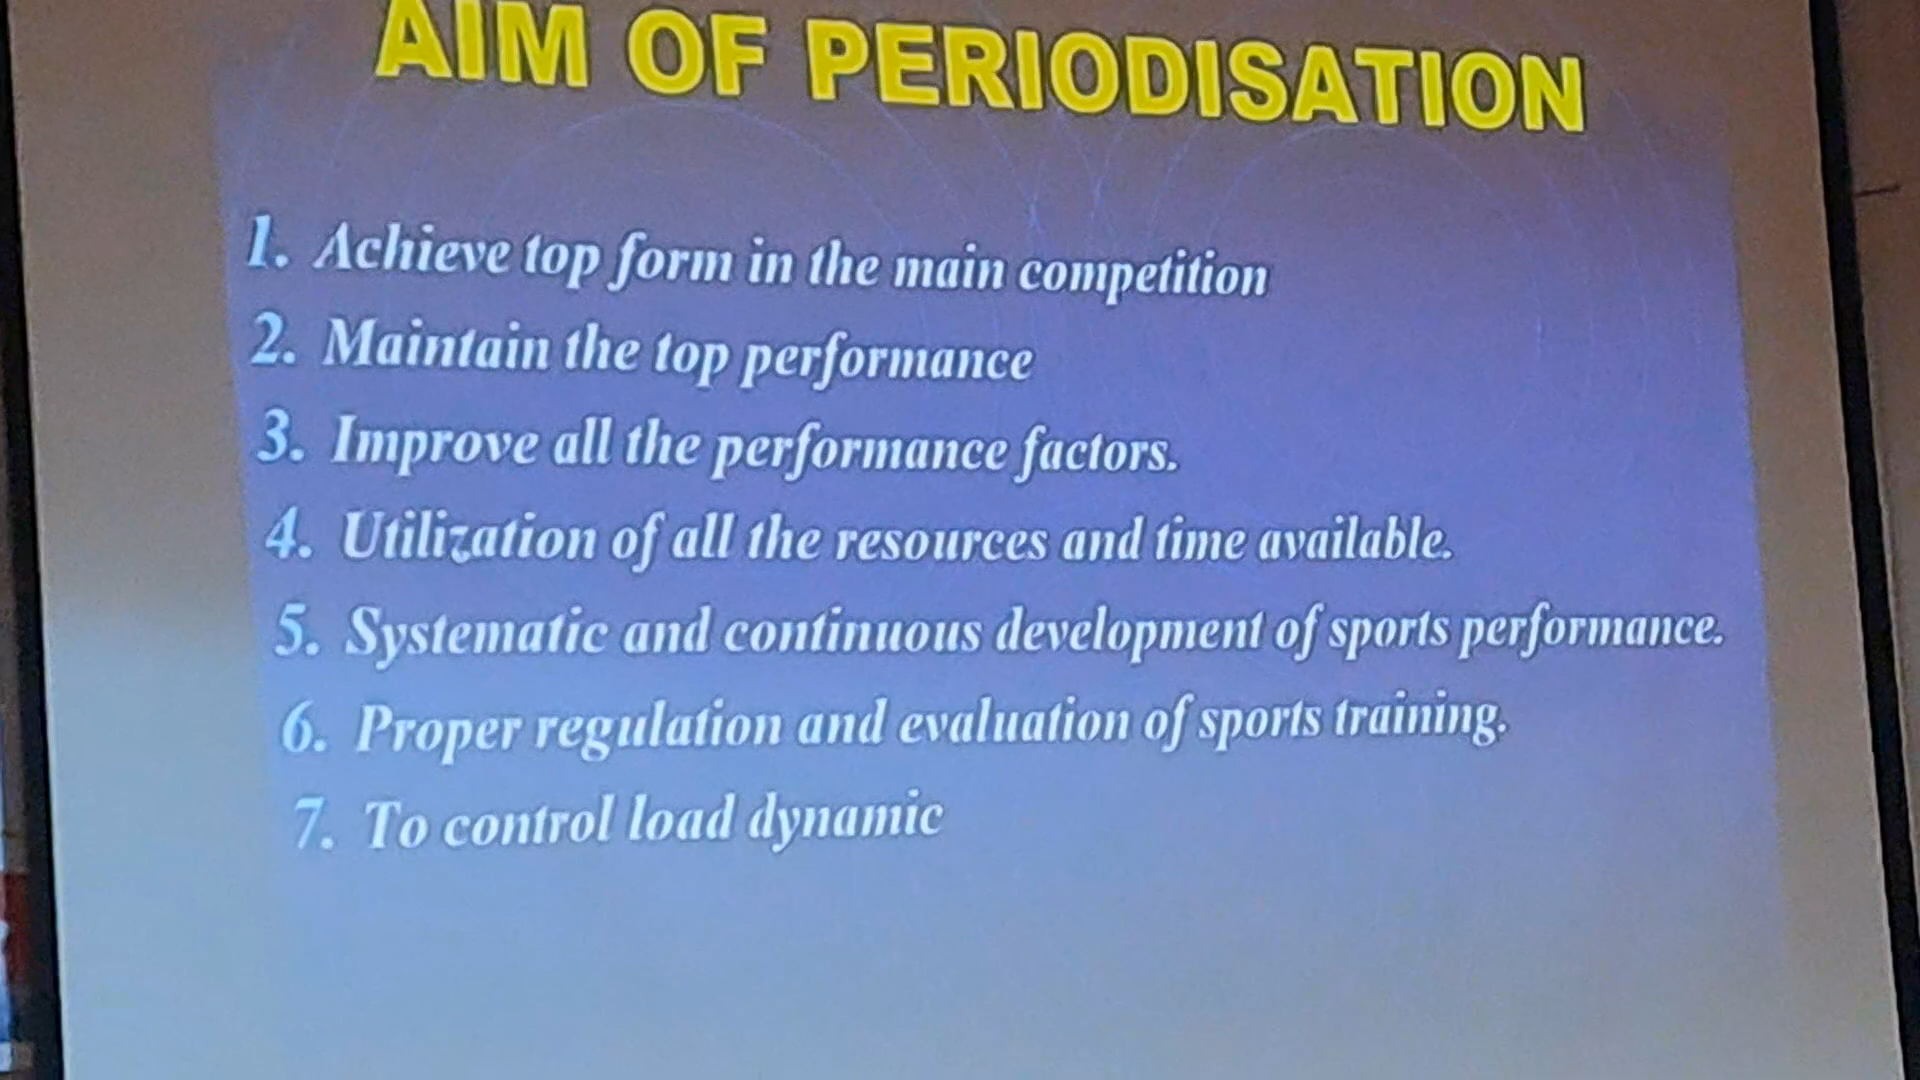 AIM OF PERIODISATION
1. Achieve top form in the main competition
2. Maintain the top performance
3. Improve all the performance factors.
4. Utilization of all the resources and time available.
5. Systematic and continuous development of sports performance.
6. Proper regulation and evaluation of sports training.
7. To control load dynamic